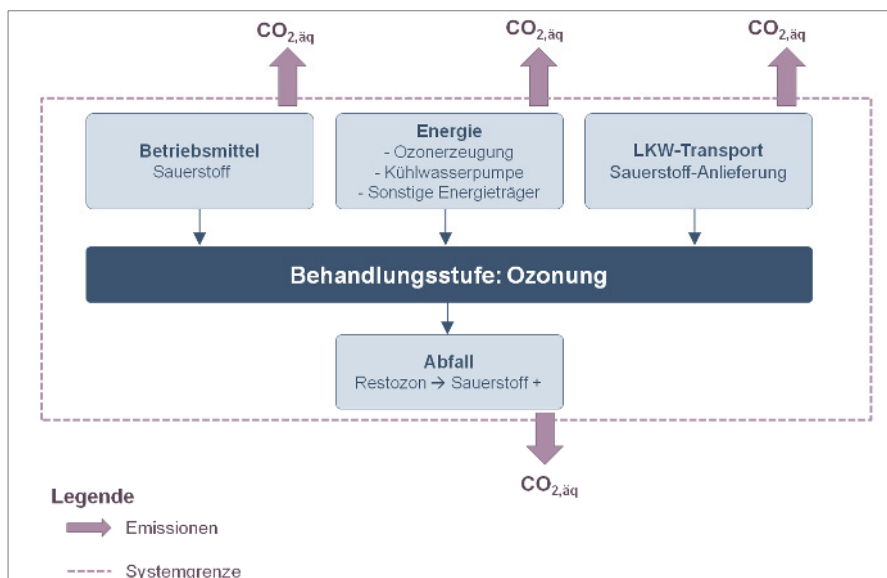 CO2,äq
CO2,äq
CO2,äq
Betriebsmittel
Sauerstoff
Energie
- Ozonerzeugung
- Kühlwasserpumpe
- Sonstige Energieträger
LKW-Transport
Sauerstoff-Anlieferung
Behandlungsstufe: Ozonung
Abfall
Restozon → Sauerstoff +
CO2,äq
Legende
Emissionen
Systemgrenze